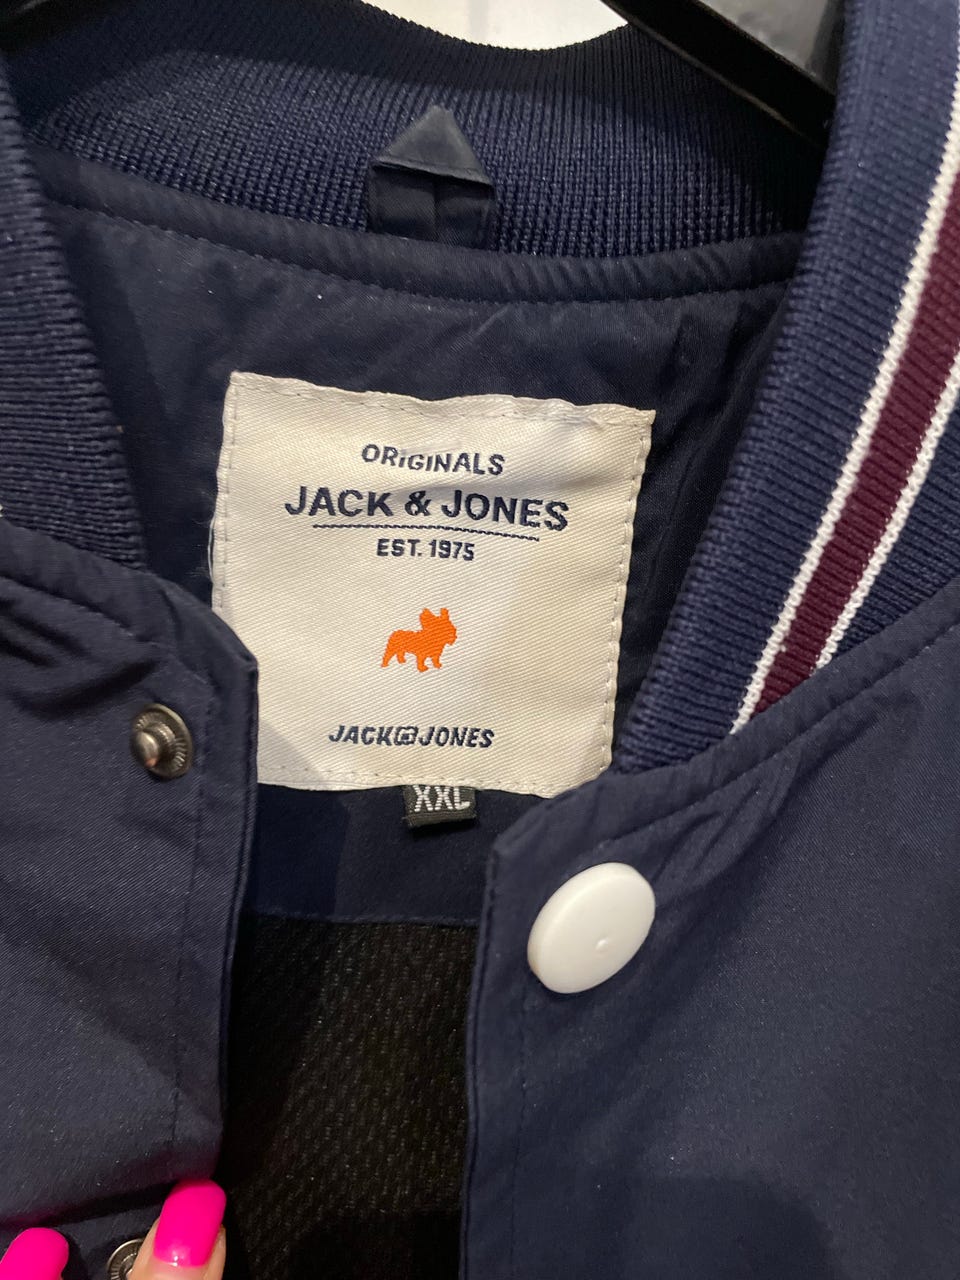 ORIGINALS
JACK & JONES
EST. 1975
JACK@JONES
XXL